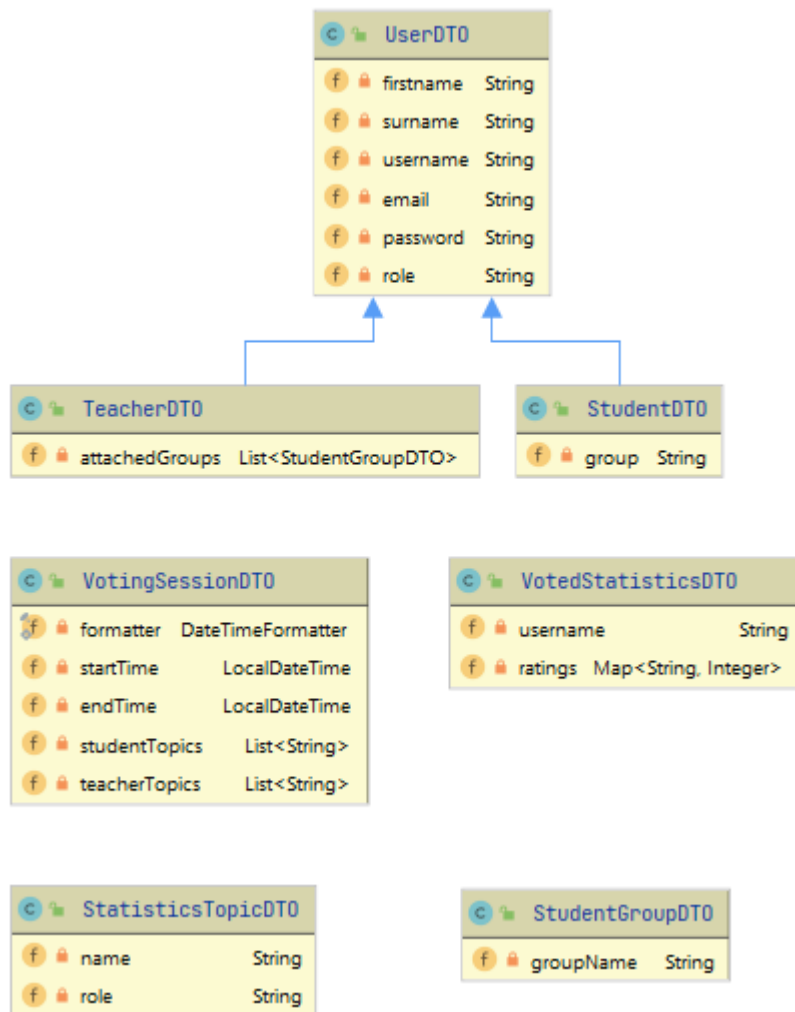 UserDTO
firstname String
surname String
username String
email String
password String
role String
TeacherDTO
attachedGroups List<StudentGroupDTO>
StudentDTO
group String
VotingSessionDTO
formatter DateTimeFormatter
startTime LocalDateTime
endTime LocalDateTime
studentTopics List<String>
teacherTopics List<String>
VotedStatisticsDTO
username String
ratings Map<String, Integer>
StatisticsTopicDTO
name String
role String
StudentGroupDTO
groupName String